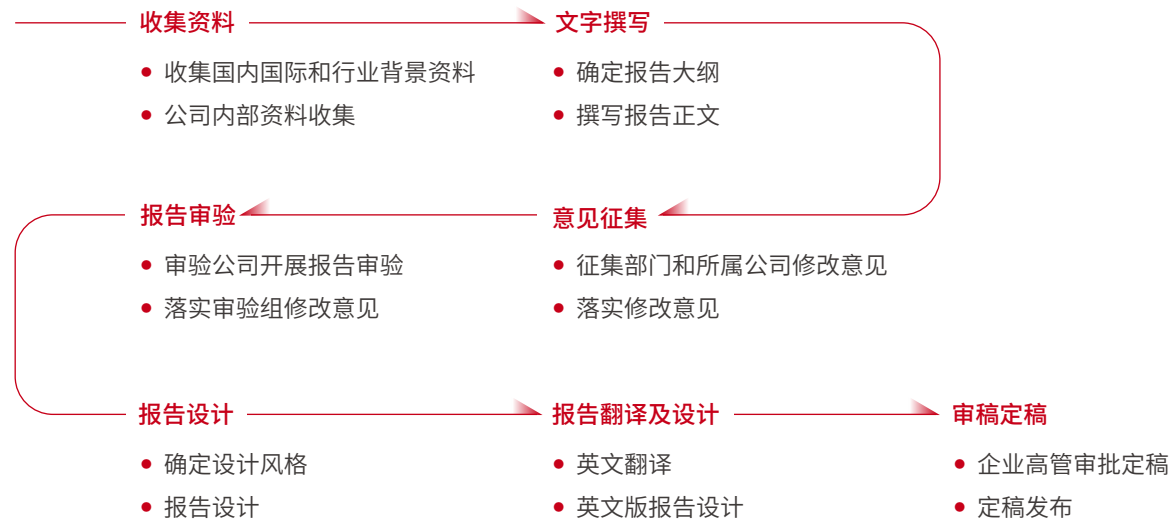 收集资料
● 收集国内国际和行业背景资料
● 公司内部资料收集
文字撰写
● 确定报告大纲
● 撰写报告正文
意见征集
● 征集部门和所属公司修改意见
● 落实修改意见
报告审验
● 审验公司开展报告审验
● 落实审验组修改意见
报告设计
● 确定设计风格
● 报告设计
报告翻译及设计
● 英文翻译
● 英文版报告设计
审稿定稿
● 企业高管审批定稿
● 定稿发布